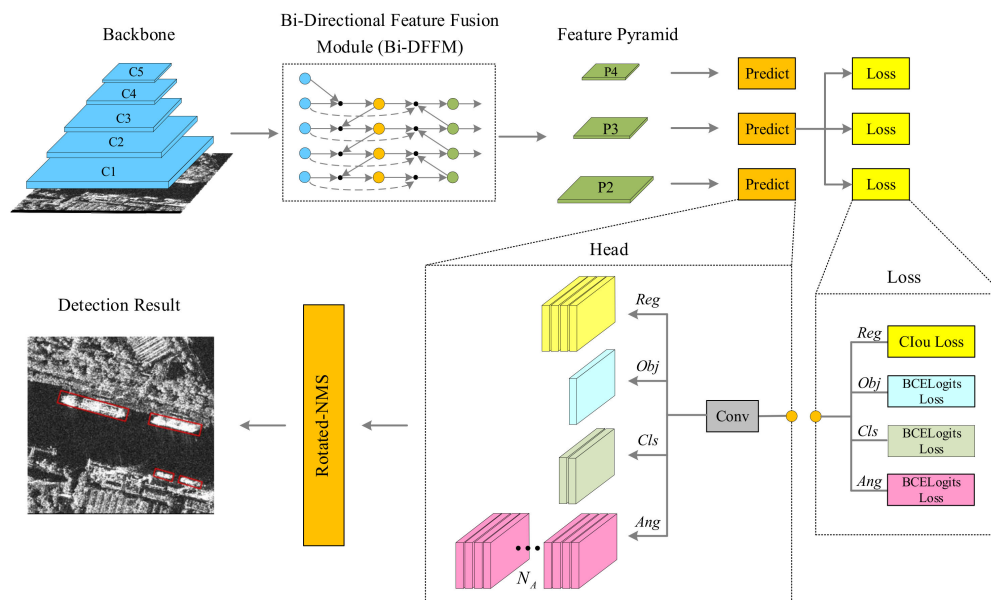 Backbone
C5
C4
C3
C2
C1
Bi-Directional Feature Fusion
Module (Bi-DFFM)
Feature Pyramid
P4
P3
P2
Predict
Predict
Predict
Loss
Loss
Loss
Head
Reg
Obj
Cls
Ang
N_A
Conv
Loss
Reg
CIou Loss
Obj
BCELogits
Loss
Cls
BCELogits
Loss
Ang
BCELogits
Loss
Rotated-NMS
Detection Result